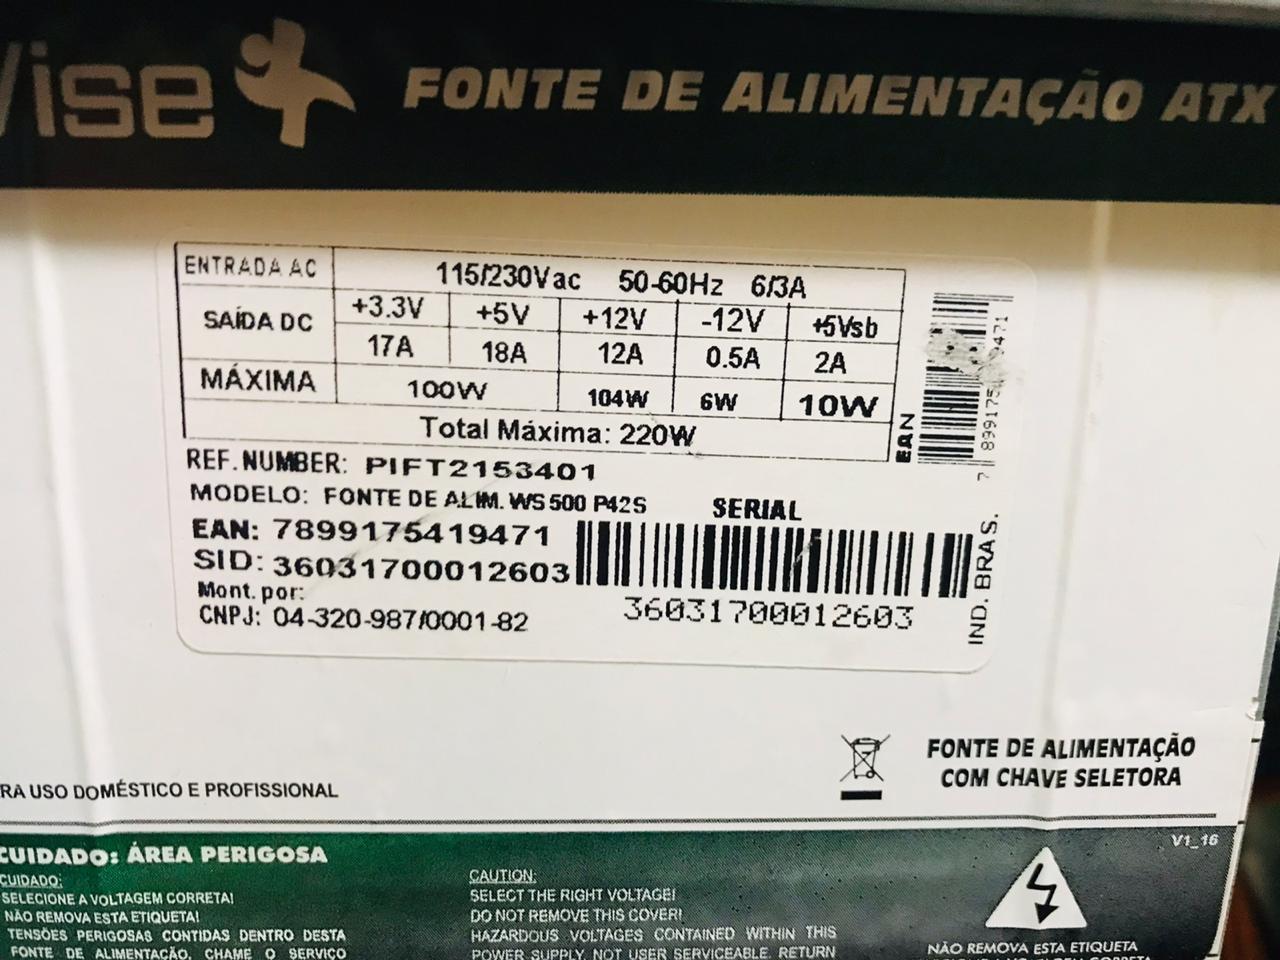 ise FONTE DE ALIMENTAÇÃO ATX
ENTRADA AC 115/230Vac 50-60Hz 6/3A
SAÍDA DC +3.3V +5V +12V -12V +5Vsb
17A 18A 12A 0.5A 2A
MÁXIMA 100W 104W 6W 10W
Total Máxima: 220W
EAN
REF.NUMBER: PIFT2153401
MODELO: FONTE DE ALIM. WS 500 P42S SERIAL
EAN: 7899175419471
SID: 36031700012603
Mont. por:
36031700012603
CNPJ: 04-320-987/0001-82
IND. BRAS.
FONTE DE ALIMENTAÇÃO
COM CHAVE SELETORA
RA USO DOMÉSTICO E PROFISSIONAL
V1_16
CUIDADO: ÁREA PERIGOSA
CUIDADO:
SELECIONE A VOLTAGEM CORRETA!
NÃO REMOVA ESTA ETIQUETA!
TENSÕES PERIGOSAS CONTIDAS DENTRO DESTA
FONTE DE ALIMENTAÇÃO, CHAME O SERVIÇO
CAUTION:
SELECT THE RIGHT VOLTAGE!
DO NOT REMOVE THIS COVER!
HAZARDOUS VOLTAGES CONTAINED WITHIN THIS
POWER SUPPLY, NOT USER SERVICEABLE. RETURN
NÃO REMOVA ESTA ETIQUETA